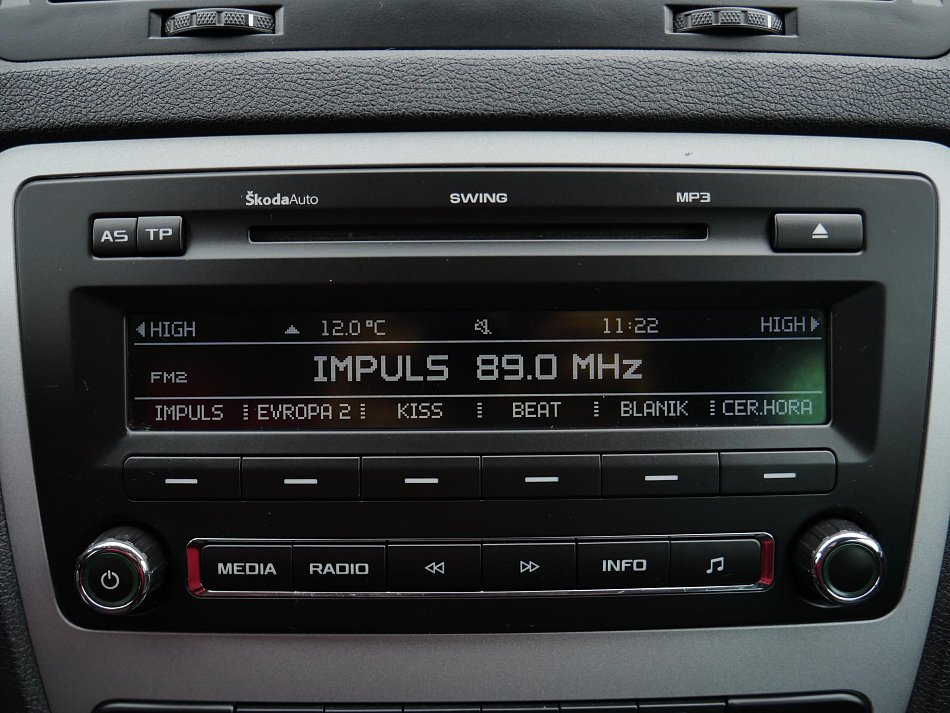 ŠkodaAuto SWING MP3
AS TP
HIGH 12.0 °C 11:22 HIGH
FM2 IMPULS 89.0 MHz
IMPULS EVROPA 2 KISS BEAT BLANIK CER.HORA
MEDIA RADIO INFO